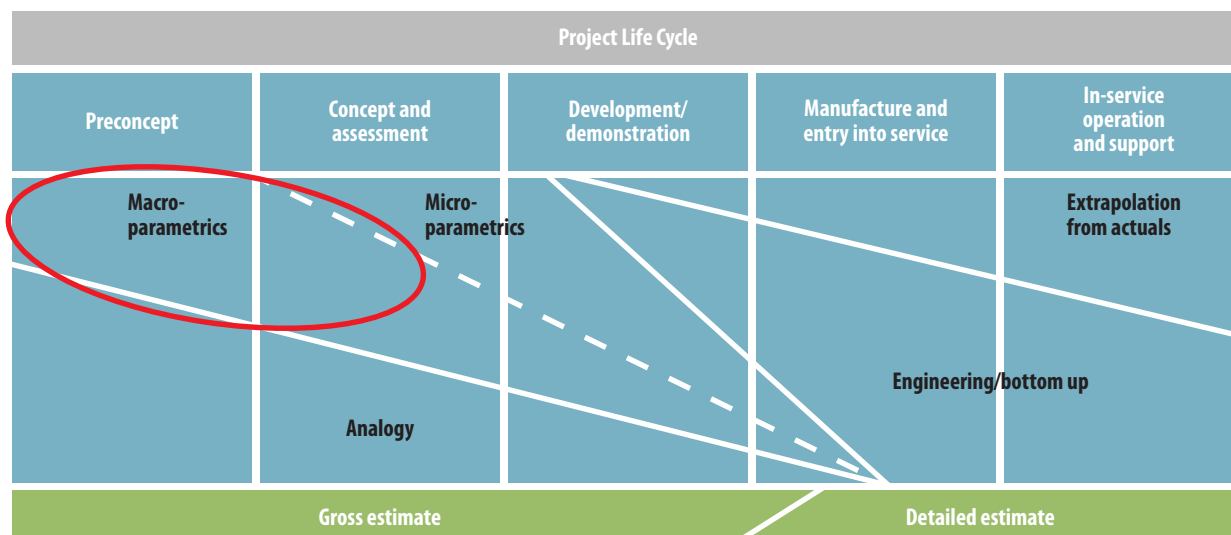 Project Life Cycle
Preconcept
Concept and
assessment
Development/
demonstration
Manufacture and
entry into service
In-service
operation
and support
Macro-
parametrics
Micro-
parametrics
Extrapolation
from actuals
Engineering/bottom up
Analogy
Gross estimate
Detailed estimate